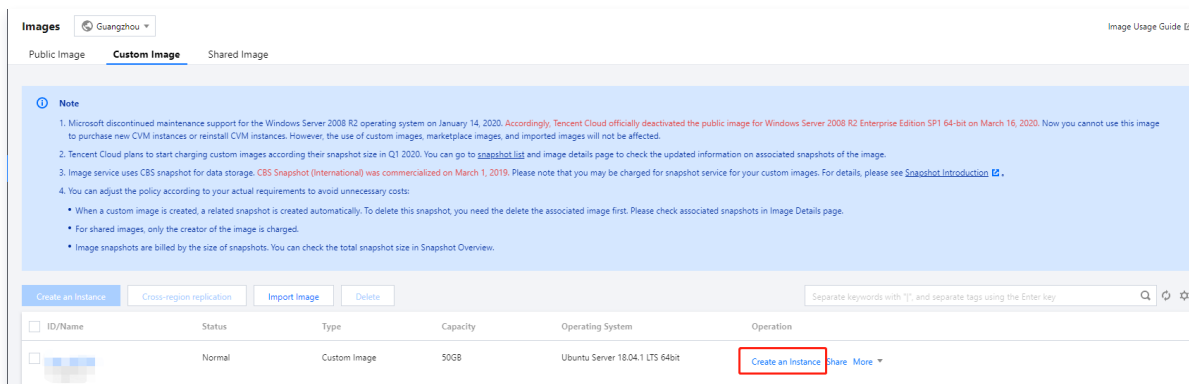 Images Guangzhou Image Usage Guide
Public Image Custom Image Shared Image
Note
1. Microsoft discontinued maintenance support for the Windows Server 2008 R2 operating system on January 14, 2020. Accordingly, Tencent Cloud officially deactivated the public image for Windows Server 2008 R2 Enterprise Edition SP1 64-bit on March 16, 2020. Now you cannot use this image
to purchase new CVM instances or reinstall CVM instances. However, the use of custom images, marketplace images, and imported images will not be affected.
2. Tencent Cloud plans to start charging custom images according their snapshot size in Q1 2020. You can go to snapshot list and image details page to check the updated information on associated snapshots of the image.
3. Image service uses CBS snapshot for data storage. CBS Snapshot (International) was commercialized on March 1, 2019. Please note that you may be charged for snapshot service for your custom images. For details, please see Snapshot Introduction .
4. You can adjust the policy according to your actual requirements to avoid unnecessary costs:
• When a custom image is created, a related snapshot is created automatically. To delete this snapshot, you need the delete the associated image first. Please check associated snapshots in Image Details page.
• For shared images, only the creator of the image is charged.
• Image snapshots are billed by the size of snapshots. You can check the total snapshot size in Snapshot Overview.
Create an Instance Cross-region replication Import Image Delete Separate keywords with "|", and separate tags using the Enter key
ID/Name Status Type Capacity Operating System Operation
Normal Custom Image 50GB Ubuntu Server 18.04.1 LTS 64bit Create an Instance Share More